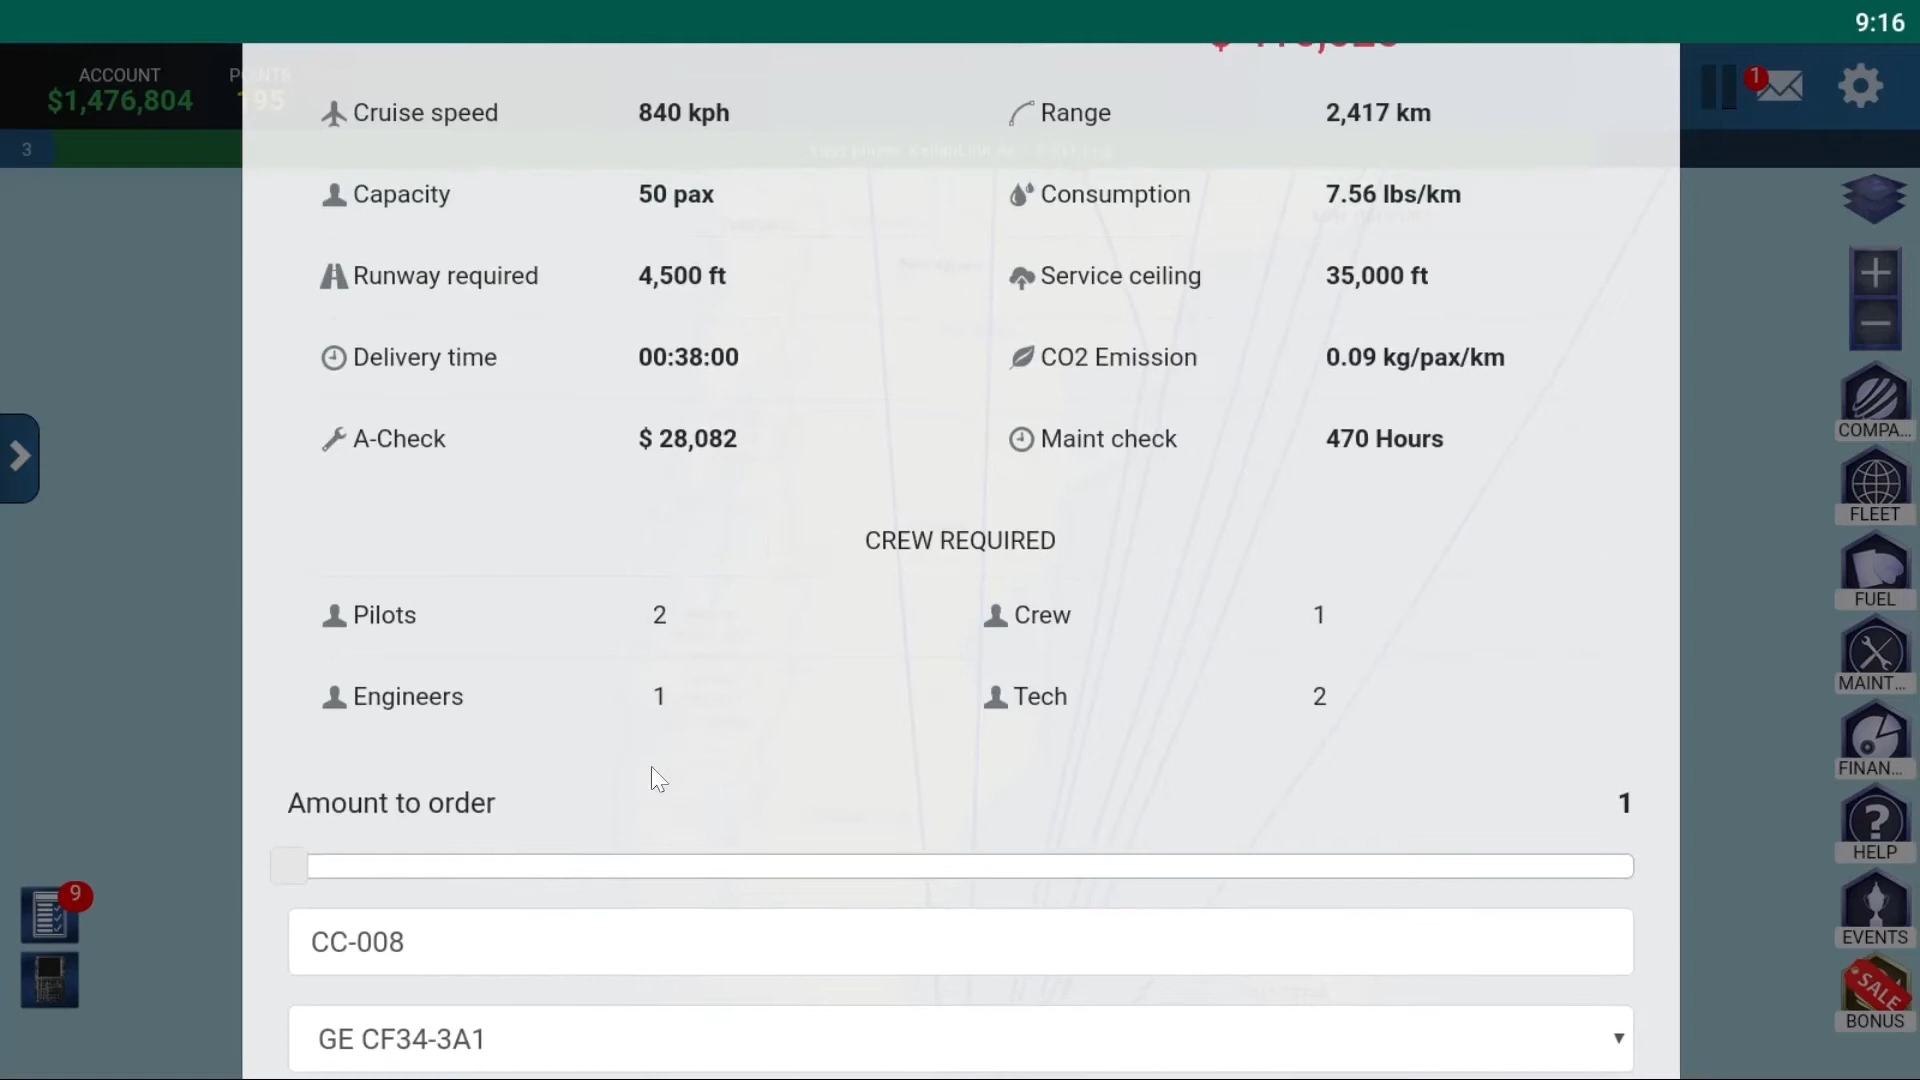 9:16
ACCOUNT
$1,476,804
POINTS
195
1
3
Cruise speed 840 kph Range 2,417 km
Capacity 50 pax Consumption 7.56 lbs/km
Runway required 4,500 ft Service ceiling 35,000 ft
Delivery time 00:38:00 CO2 Emission 0.09 kg/pax/km
A-Check $ 28,082 Maint check 470 Hours
CREW REQUIRED
Pilots 2 Crew 1
Engineers 1 Tech 2
Amount to order 1
CC-008
GE CF34-3A1
9
COMPA...
FLEET
FUEL
MAINT...
FINAN...
HELP
EVENTS
SALE
BONUS